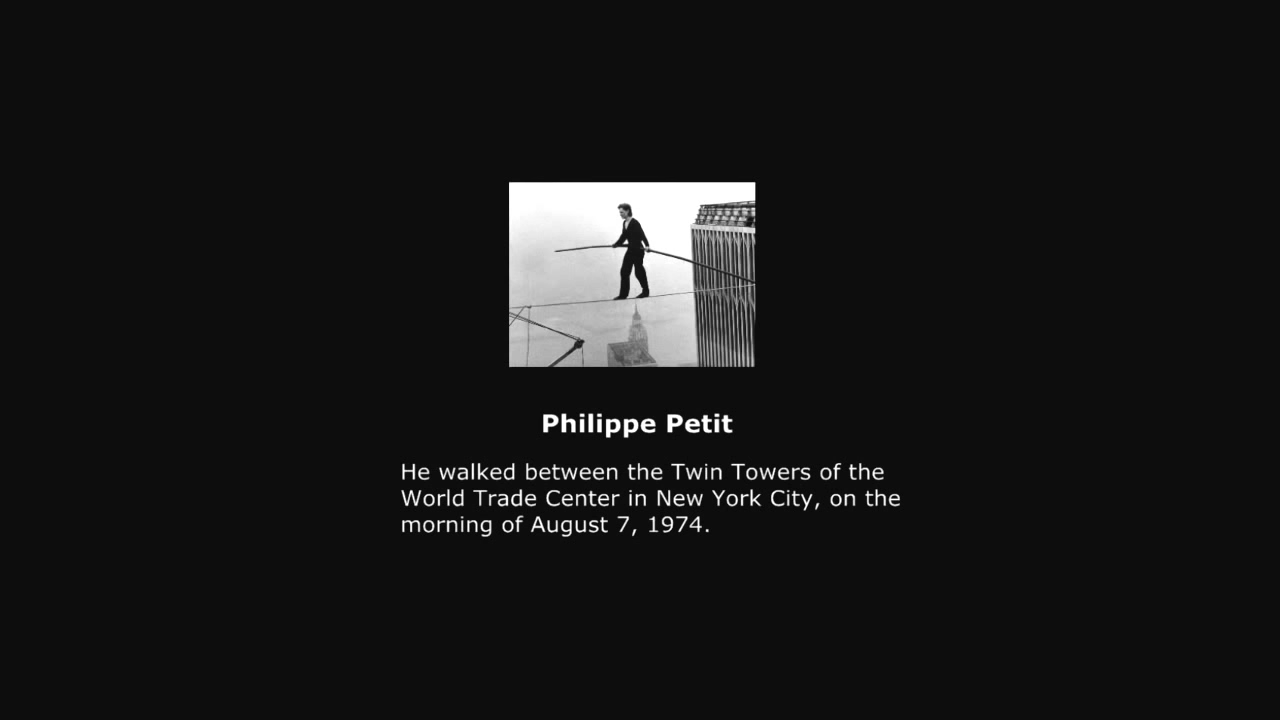 Philippe Petit
He walked between the Twin Towers of the
World Trade Center in New York City, on the
morning of August 7, 1974.